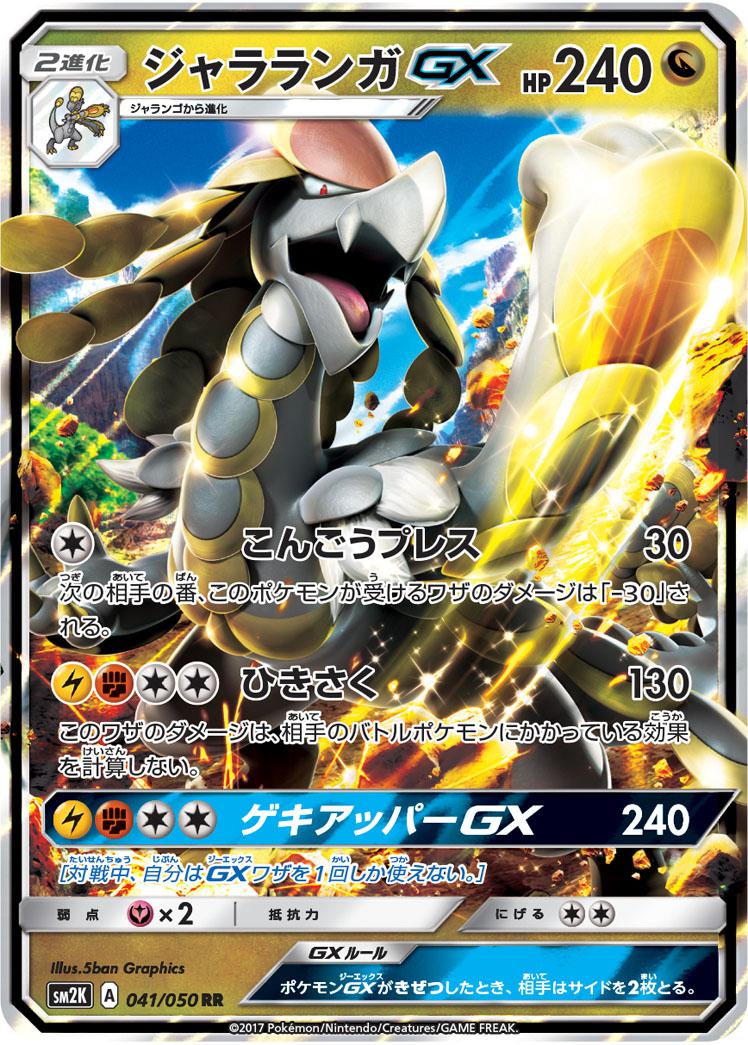 2進化
ジャラランガGX HP240
ジャランゴから進化
こんごうプレス 30
次の相手の番、このポケモンが受けるワザのダメージは「-30」さ
れる。
ひきさく 130
このワザのダメージは、相手のバトルポケモンにかかっている効果
を計算しない。
ゲキアッパーGX 240
[対戦中、自分はGXワザを1回しか使えない。]
弱点 ×2 抵抗力 にげる
Illus.5ban Graphics
GXルール
ポケモンGXがきぜつしたとき、相手はサイドを2枚とる。
SM2K A 041/050 RR
©2017 Pokémon/Nintendo/Creatures/GAME FREAK.